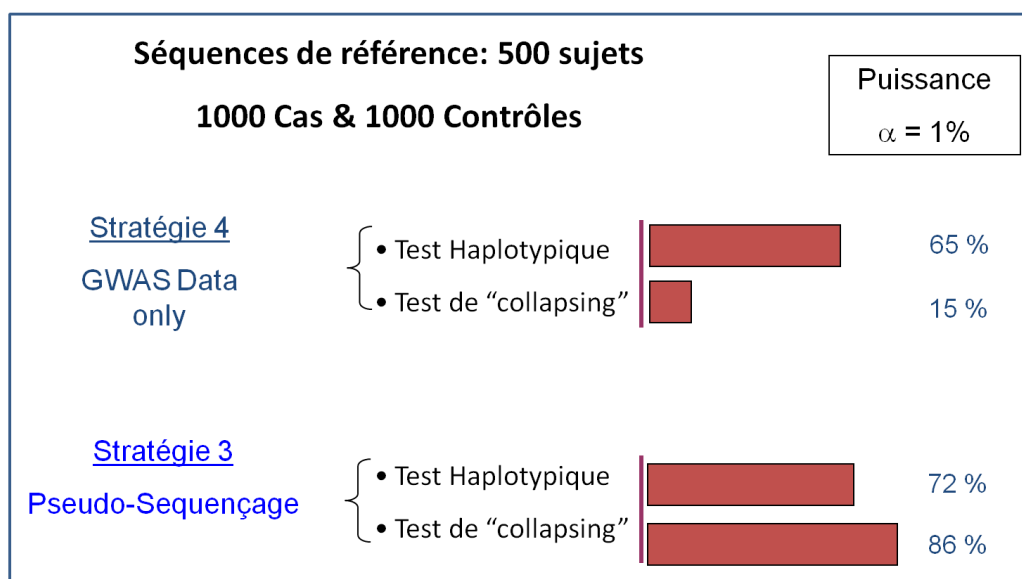 Séquences de référence: 500 sujets
1000 Cas & 1000 Contrôles
Puissance
α = 1%
Stratégie 4
GWAS Data
only
• Test Haplotypique
65 %
• Test de “collapsing”
15 %
Stratégie 3
Pseudo-Sequençage
• Test Haplotypique
72 %
• Test de “collapsing”
86 %